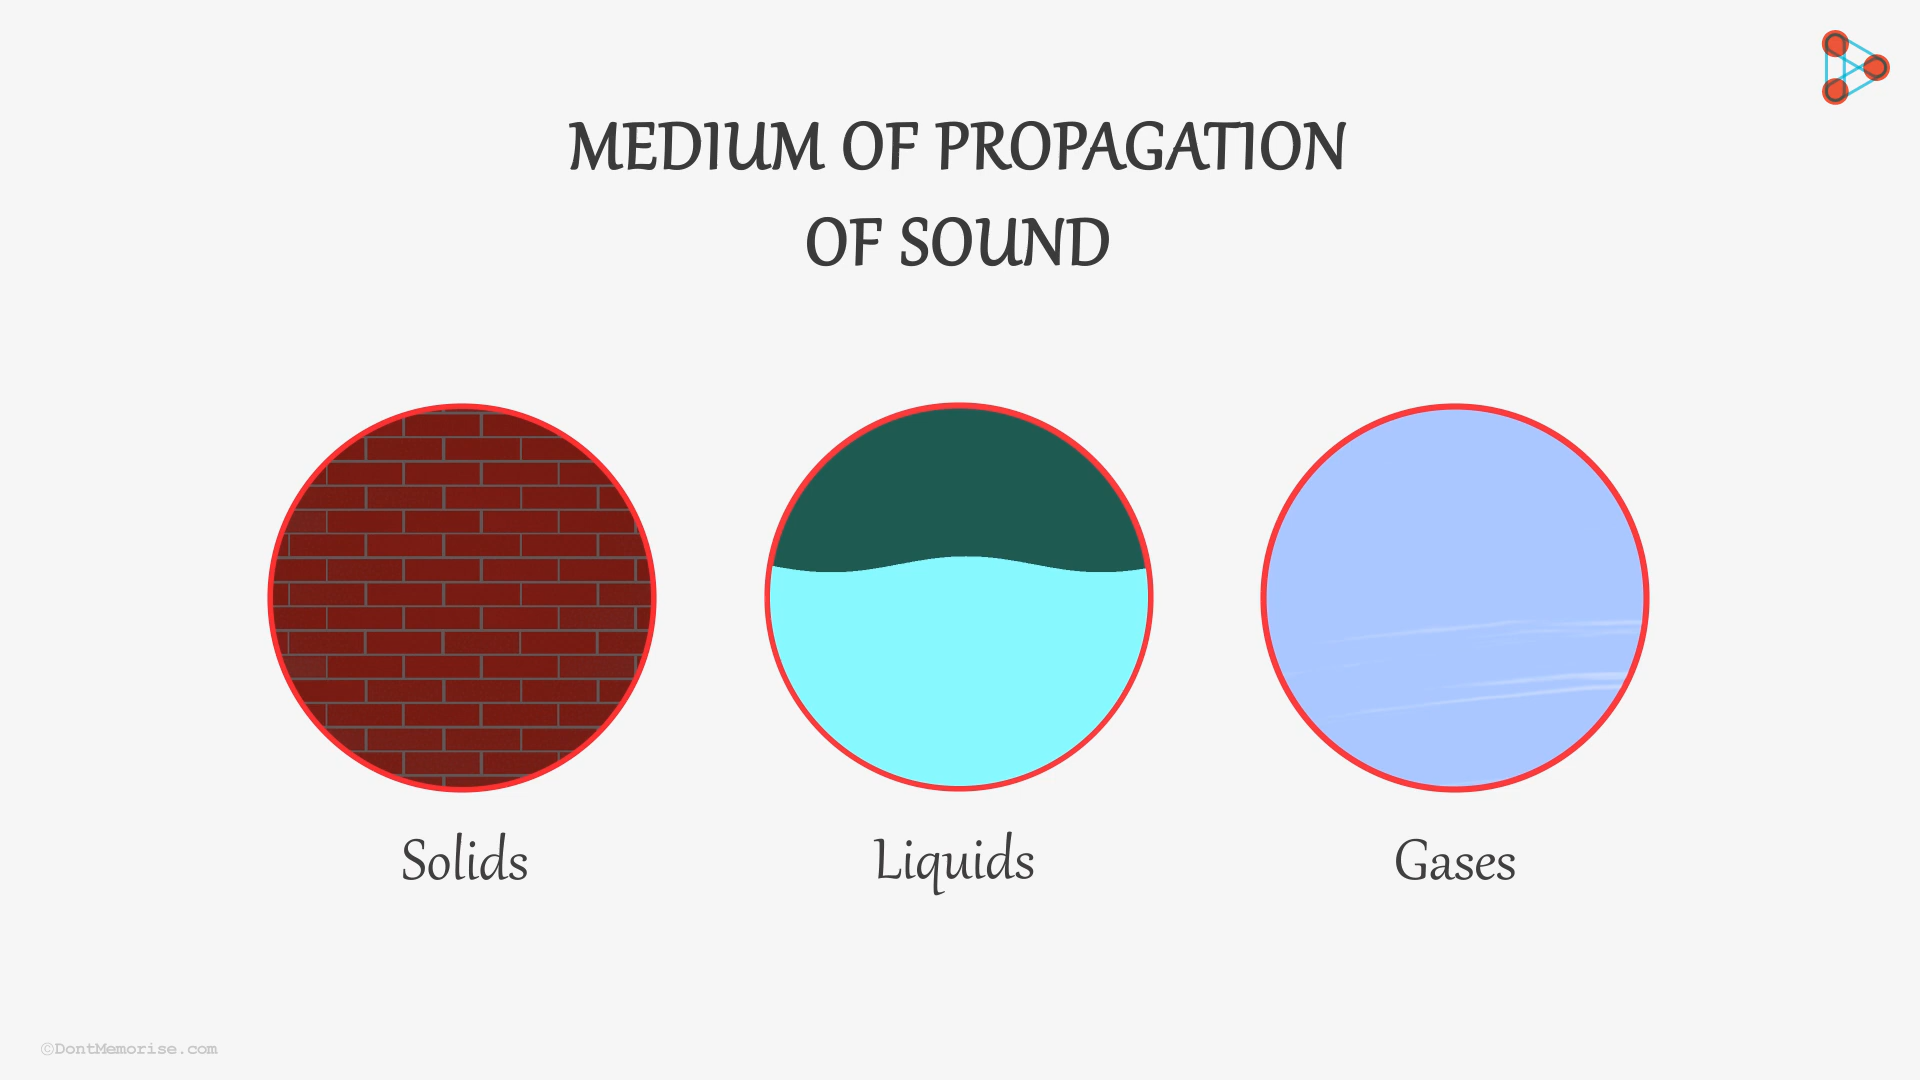 MEDIUM OF PROPAGATION
OF SOUND
Solids
Liquids
Gases
©DontMemorise.com